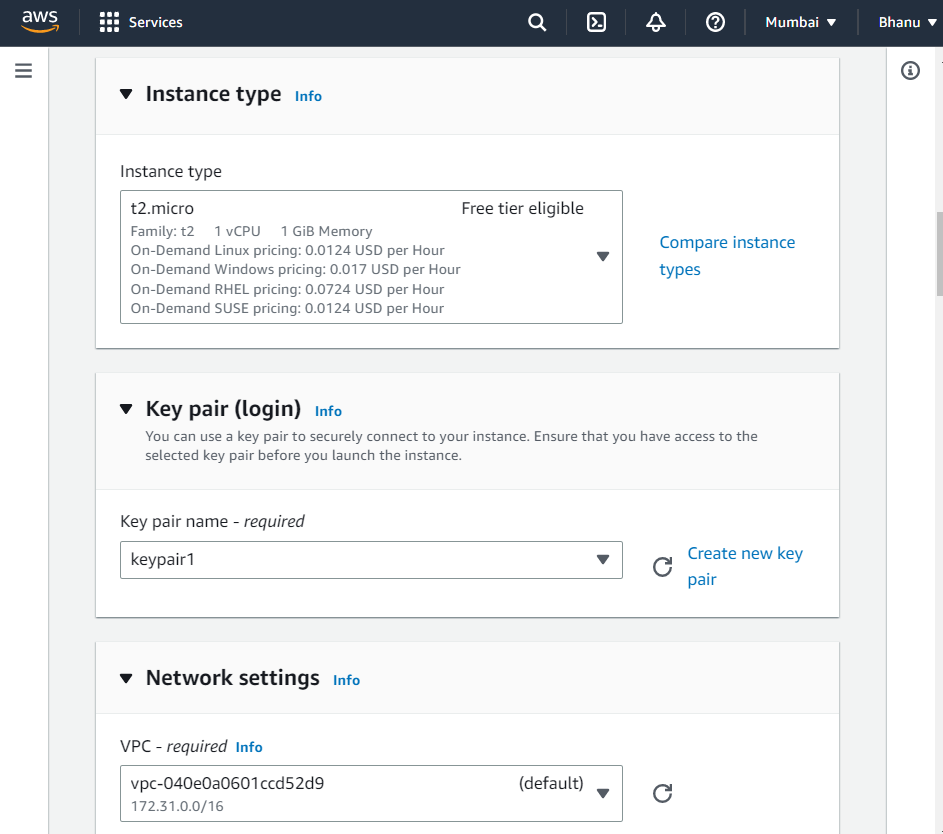 aws Services Mumbai Bhanu
Instance type Info
Instance type
t2.micro Free tier eligible
Family: t2 1 vCPU 1 GiB Memory
On-Demand Linux pricing: 0.0124 USD per Hour
On-Demand Windows pricing: 0.017 USD per Hour
On-Demand RHEL pricing: 0.0724 USD per Hour
On-Demand SUSE pricing: 0.0124 USD per Hour
Compare instance
types
Key pair (login) Info
You can use a key pair to securely connect to your instance. Ensure that you have access to the
selected key pair before you launch the instance.
Key pair name - required
keypair1
Create new key
pair
Network settings Info
VPC - required Info
vpc-040e0a0601ccd52d9 (default)
172.31.0.0/16